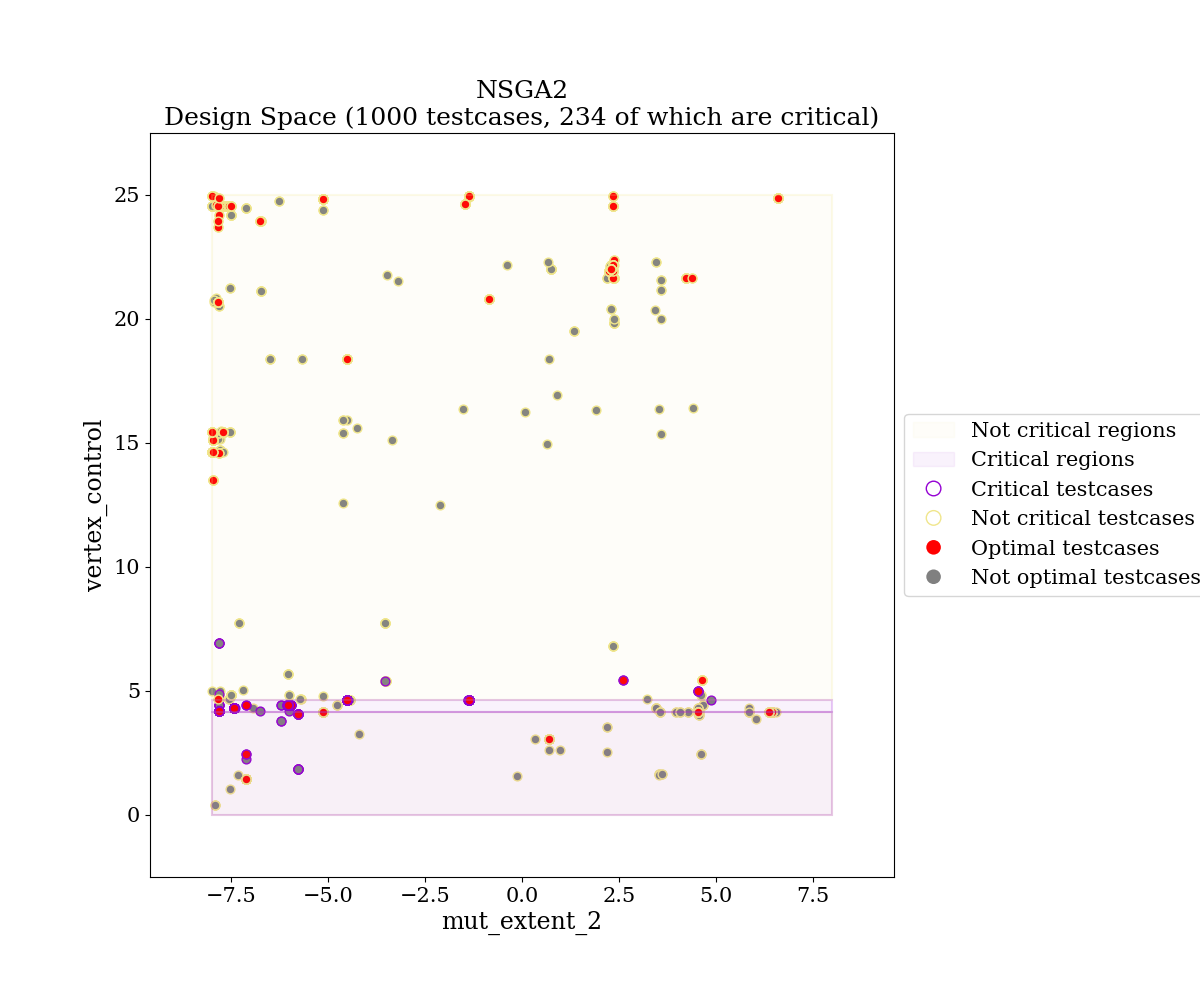 NSGA2
Design Space (1000 testcases, 234 of which are critical)
25
20
15
10
5
0
vertex_control
−7.5
−5.0
−2.5
0.0
2.5
5.0
7.5
mut_extent_2
Not critical regions
Critical regions
Critical testcases
Not critical testcases
Optimal testcases
Not optimal testcases